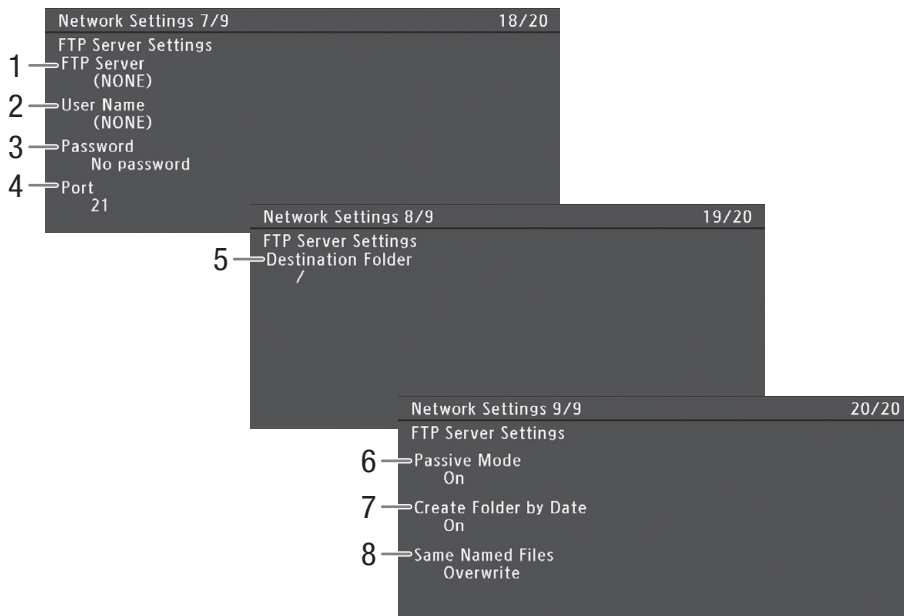 Network Settings 7/9 18/20
FTP Server Settings
1 FTP Server
(NONE)
2 User Name
(NONE)
3 Password
No password
4 Port
21
Network Settings 8/9 19/20
FTP Server Settings
5 Destination Folder
/
Network Settings 9/9 20/20
FTP Server Settings
6 Passive Mode
On
7 Create Folder by Date
On
8 Same Named Files
Overwrite